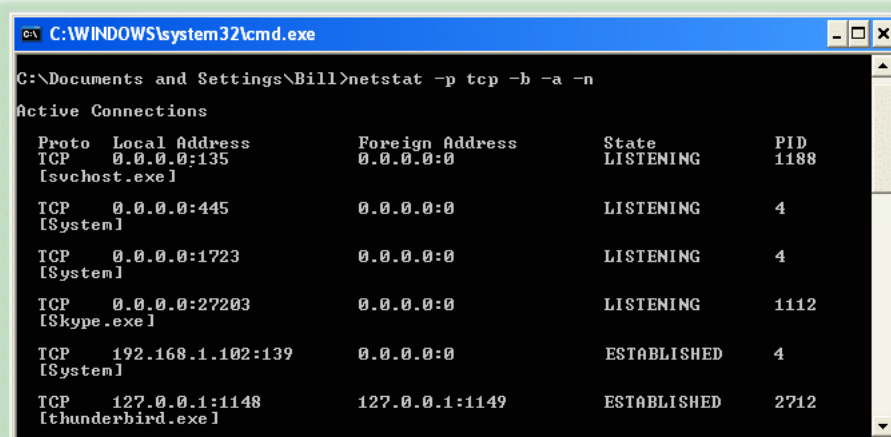 C:\WINDOWS\system32\cmd.exe
C:\Documents and Settings\Bill>netstat -p tcp -b -a -n
Active Connections
Proto Local Address Foreign Address State PID
TCP 0.0.0.0:135 0.0.0.0:0 LISTENING 1188
[svchost.exe]
TCP 0.0.0.0:445 0.0.0.0:0 LISTENING 4
[System]
TCP 0.0.0.0:1723 0.0.0.0:0 LISTENING 4
[System]
TCP 0.0.0.0:27203 0.0.0.0:0 LISTENING 1112
[Skype.exe]
TCP 192.168.1.102:139 0.0.0.0:0 ESTABLISHED 4
[System]
TCP 127.0.0.1:1148 127.0.0.1:1149 ESTABLISHED 2712
[thunderbird.exe]